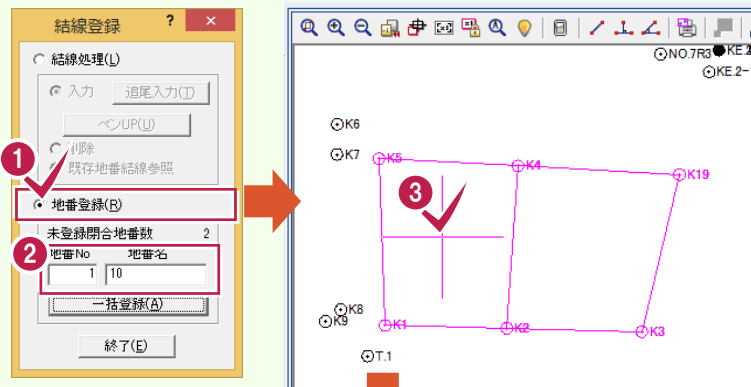 結線登録 ? ×
結線処理(L)
入力 追尾入力(T)
ペンUP(U)
削除
既存地番結線参照
1
地番登録(R)
未登録閉合地番数 2
2
地番No 地番名
1 10
一括登録(A)
終了(E)
NO.7R3
KE.2-
K6
K7
K5
K4
K19
3
K8
K9
K1
K2
K3
T.1